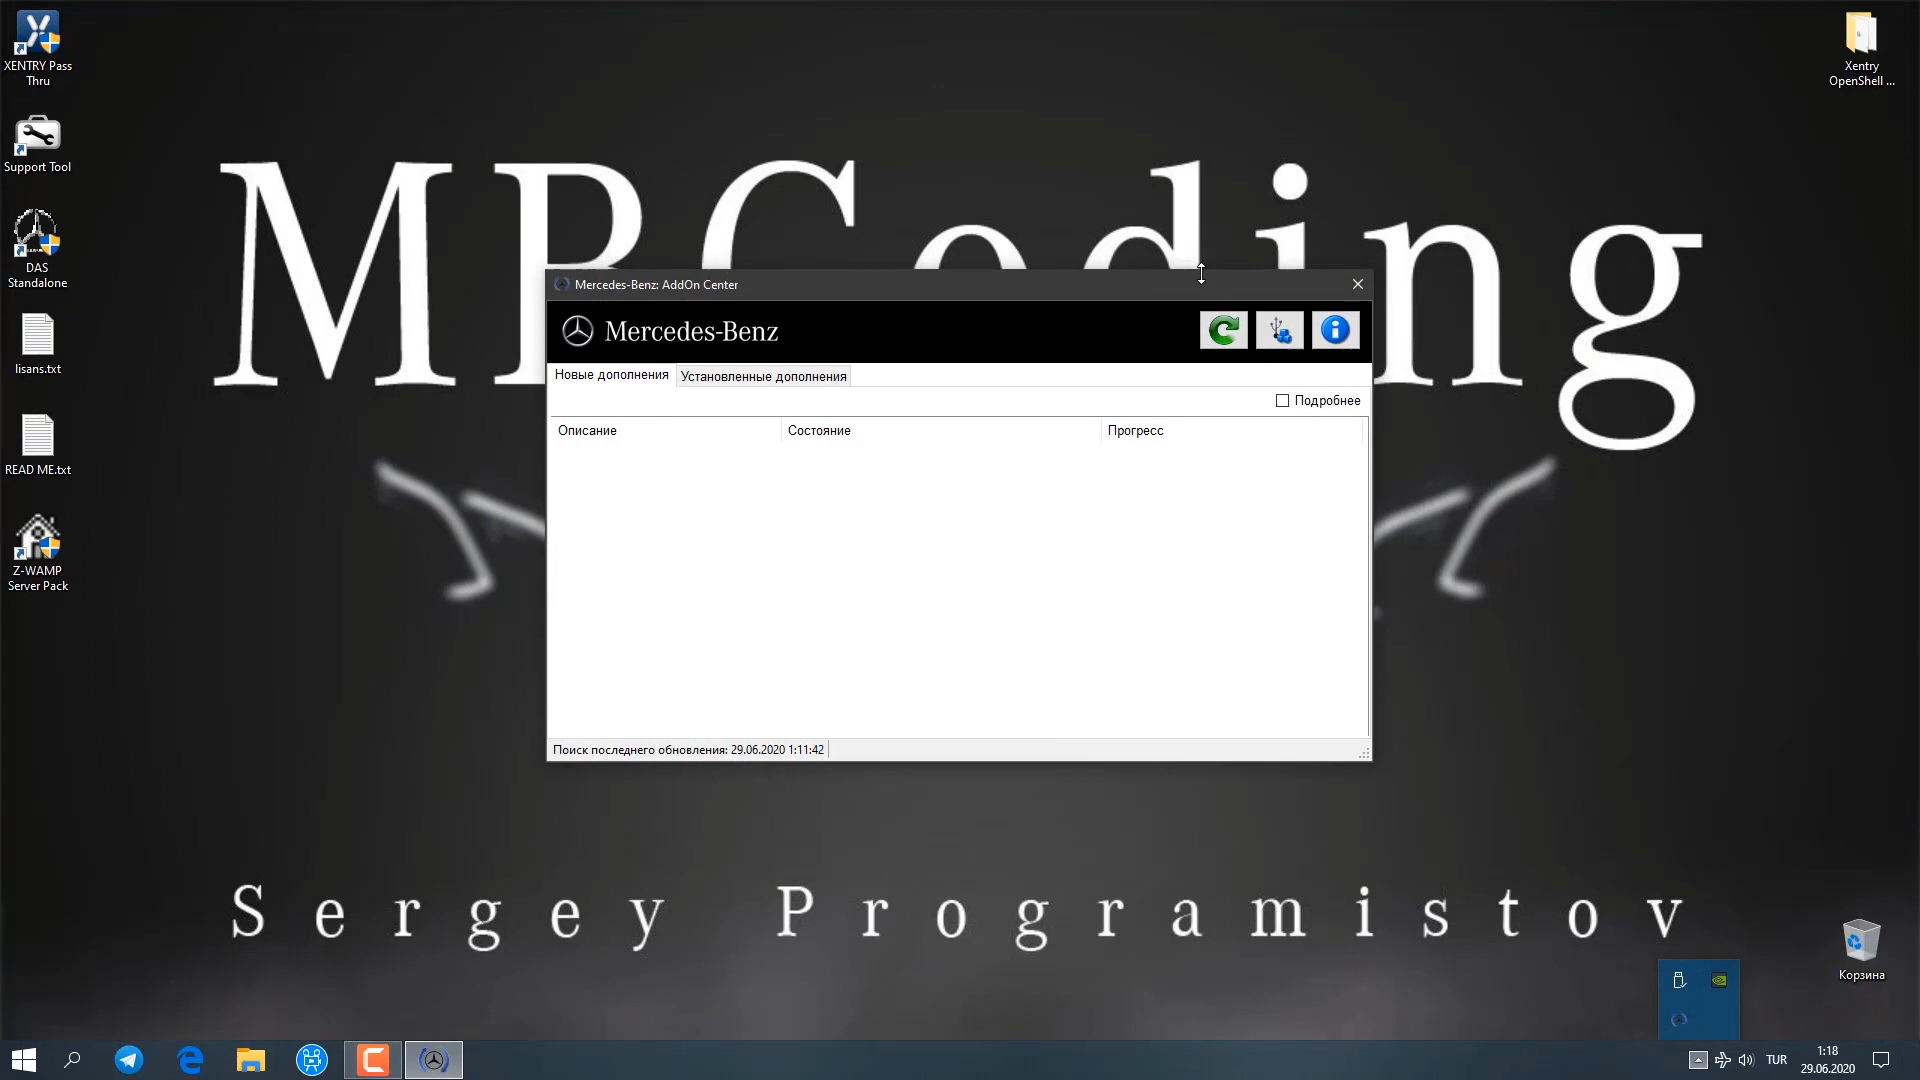 XENTRY Pass
Thru
Support Tool
DAS
Standalone
lisans.txt
READ ME.txt
Z-WAMP
Server Pack
Xentry
OpenShell ...
Mercedes-Benz: AddOn Center
Mercedes-Benz
Новые дополнения
Установленные дополнения
Подробнее
Описание
Состояние
Прогресс
Поиск последнего обновления: 29.06.2020 1:11:42
Sergey Programistov
Корзина
TUR
1:18
29.06.2020